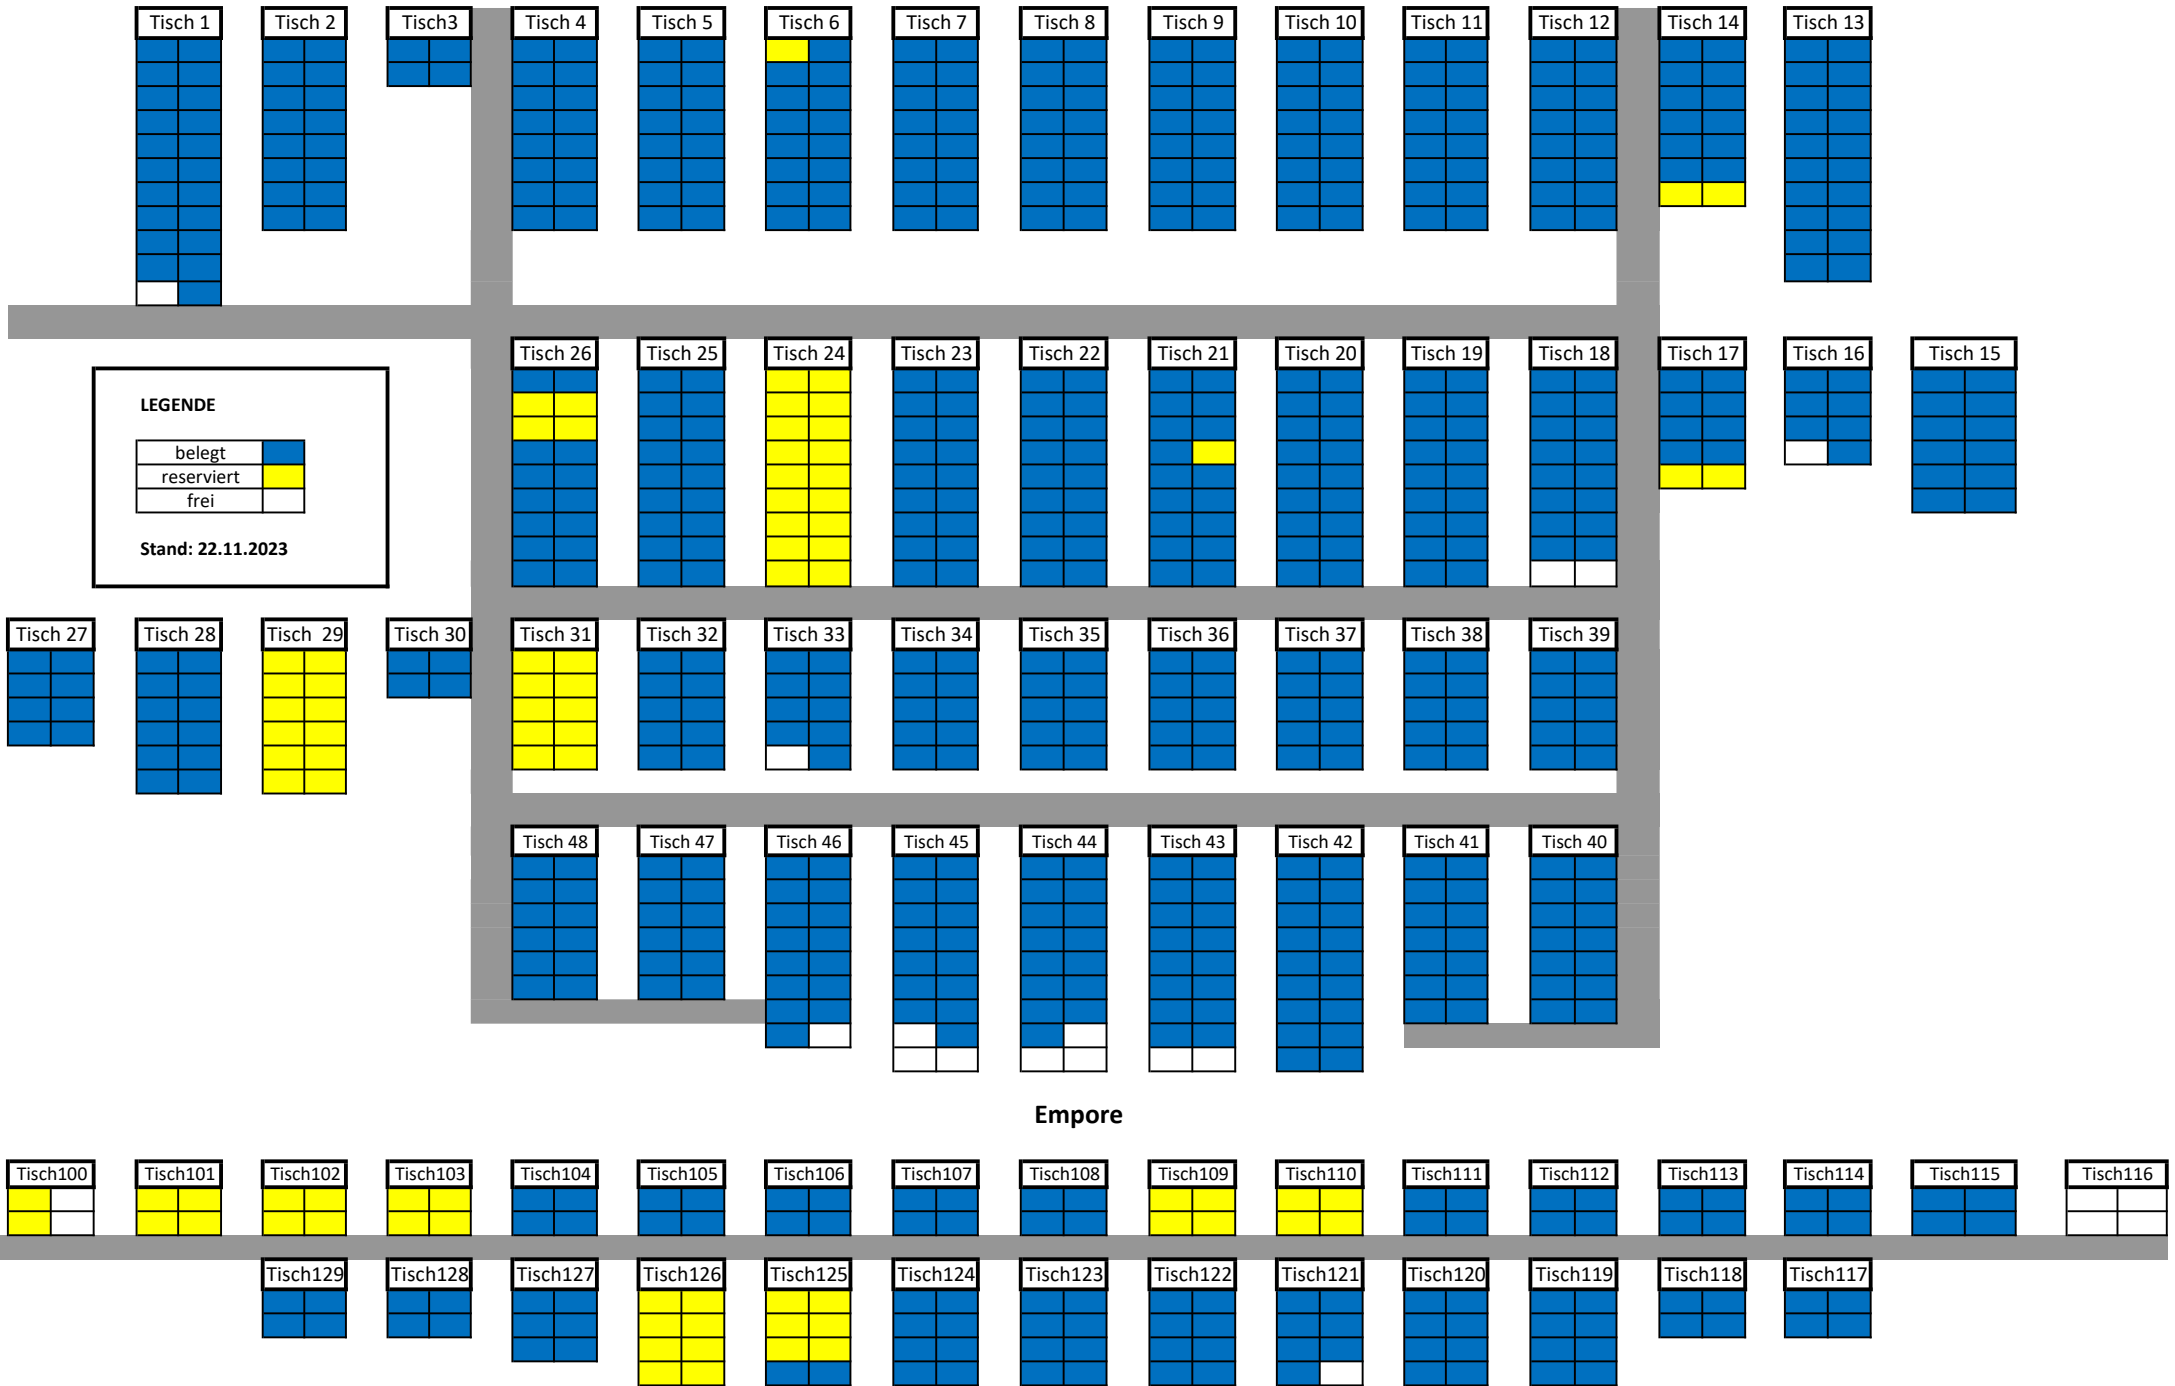 Tisch 1 Tisch 2 Tisch3 Tisch 4 Tisch 5 Tisch 6 Tisch 7 Tisch 8 Tisch 9 Tisch 10 Tisch 11 Tisch 12 Tisch 14 Tisch 13
Tisch 26 Tisch 25 Tisch 24 Tisch 23 Tisch 22 Tisch 21 Tisch 20 Tisch 19 Tisch 18 Tisch 17 Tisch 16 Tisch 15
LEGENDE
belegt
reserviert
frei
Stand: 22.11.2023
Tisch 27 Tisch 28 Tisch 29 Tisch 30 Tisch 31 Tisch 32 Tisch 33 Tisch 34 Tisch 35 Tisch 36 Tisch 37 Tisch 38 Tisch 39
Tisch 48 Tisch 47 Tisch 46 Tisch 45 Tisch 44 Tisch 43 Tisch 42 Tisch 41 Tisch 40
Empore
Tisch100 Tisch101 Tisch102 Tisch103 Tisch104 Tisch105 Tisch106 Tisch107 Tisch108 Tisch109 Tisch110 Tisch111 Tisch112 Tisch113 Tisch114 Tisch115 Tisch116
Tisch129 Tisch128 Tisch127 Tisch126 Tisch125 Tisch124 Tisch123 Tisch122 Tisch121 Tisch120 Tisch119 Tisch118 Tisch117